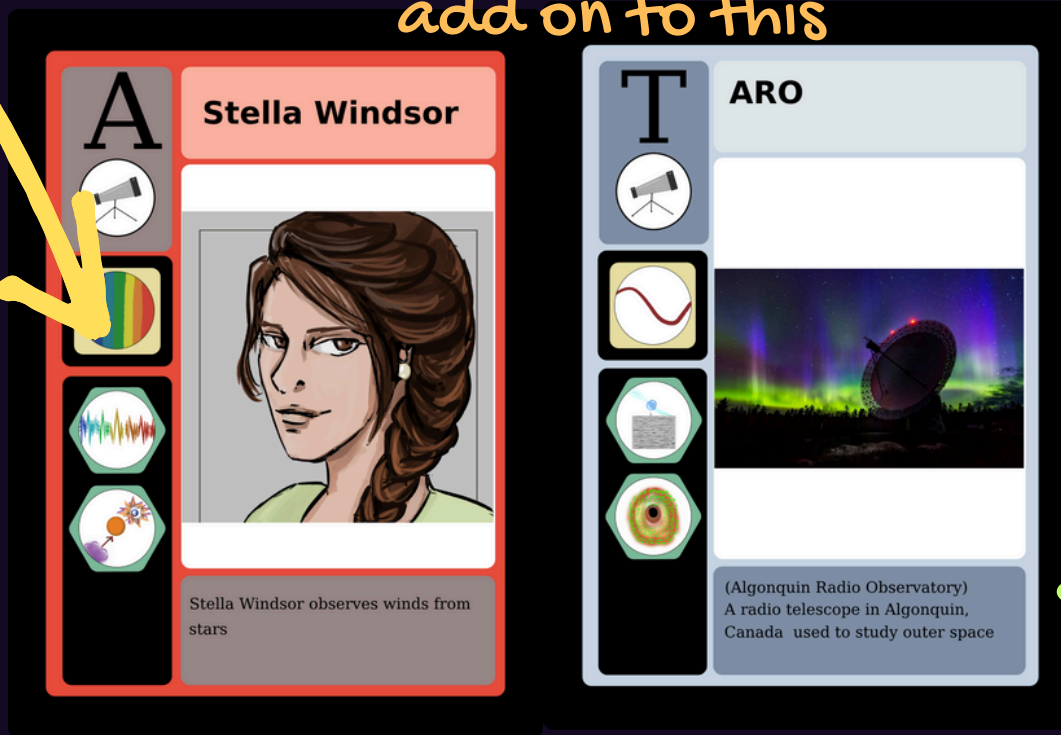 add on to this
A
Stella Windsor
Stella Windsor observes winds from
stars
T
ARO
(Algonquin Radio Observatory)
A radio telescope in Algonquin,
Canada used to study outer space